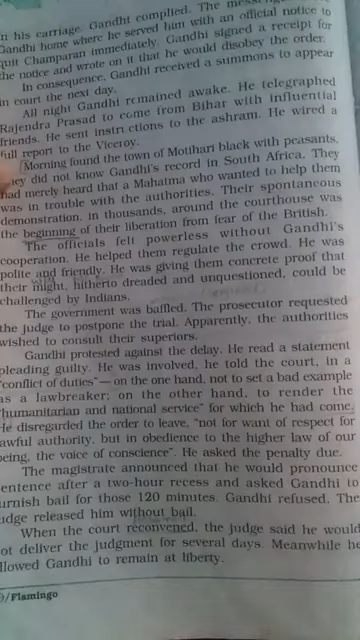 in his carriage. Gandhi complied. The
Gandhi home where he served him with an official notice to
quit Champaran immediately. Gandhi signed a receipt for
the notice and wrote on it that he would disobey the order.
In consequence, Gandhi received a summons to appear
in court the next day.
All night Gandhi remained awake. He telegraphed
Rajendra Prasad to come from Bihar with influential
friends. He sent instructions to the ashram. He wired a
full report to the Viceroy.
Morning found the town of Motihari black with peasants.
They did not know Gandhi's record in South Africa. They
had merely heard that a Mahatma who wanted to help them
was in trouble with the authorities. Their spontaneous
demonstration, in thousands, around the courthouse was
the beginning of their liberation from fear of the British.
The officials felt powerless without Gandhi's
cooperation. He helped them regulate the crowd. He was
polite and friendly. He was giving them concrete proof that
their might, hitherto dreaded and unquestioned, could be
challenged by Indians.
The government was baffled. The prosecutor requested
the judge to postpone the trial. Apparently, the authorities
wished to consult their superiors.
Gandhi protested against the delay. He read a statement
pleading guilty. He was involved, he told the court, in a
"conflict of duties" — on the one hand, not to set a bad example
as a lawbreaker; on the other hand, to render the
"humanitarian and national service" for which he had come.
He disregarded the order to leave, "not for want of respect for
lawful authority, but in obedience to the higher law of our
being, the voice of conscience". He asked the penalty due.
The magistrate announced that he would pronounce
sentence after a two-hour recess and asked Gandhi to
furnish bail for those 120 minutes. Gandhi refused. The
judge released him without bail.
When the court reconvened, the judge said he would
not deliver the judgment for several days. Meanwhile he
allowed Gandhi to remain at liberty.
/Flamingo